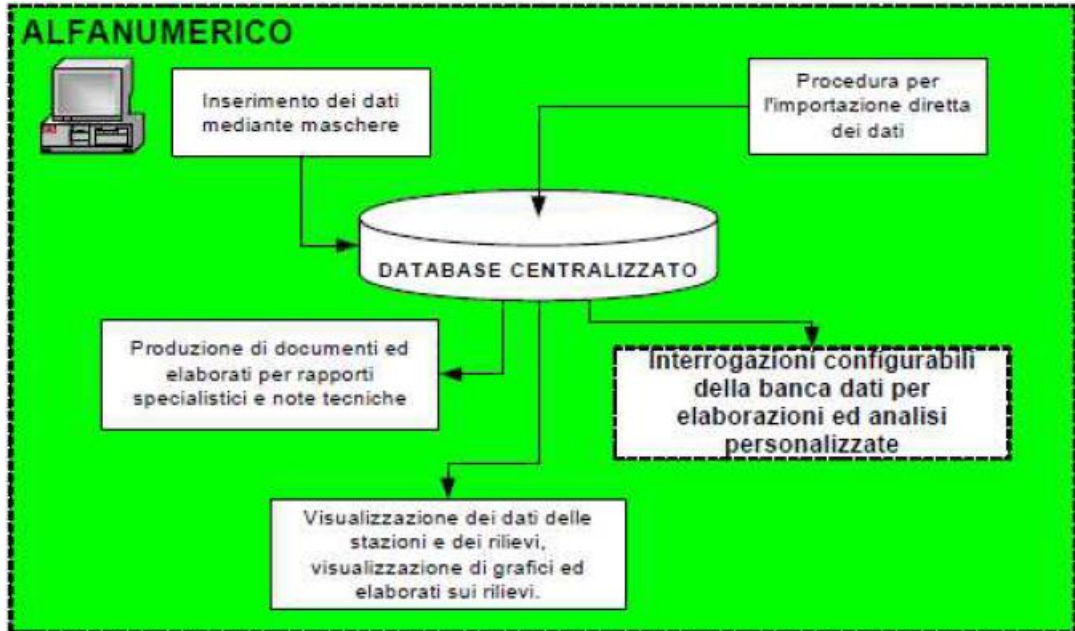 ALFANUMERICO
Inserimento dei dati
mediante maschere
Procedura per
l'importazione diretta
dei dati
DATABASE CENTRALIZZATO
Produzione di documenti ed
elaborati per rapporti
specialistici e note tecniche
Interrogazioni configurabili
della banca dati per
elaborazioni ed analisi
personalizzate
Visualizzazione dei dati delle
stazioni e dei rilievi,
visualizzazione di grafici ed
elaborati sui rilievi.